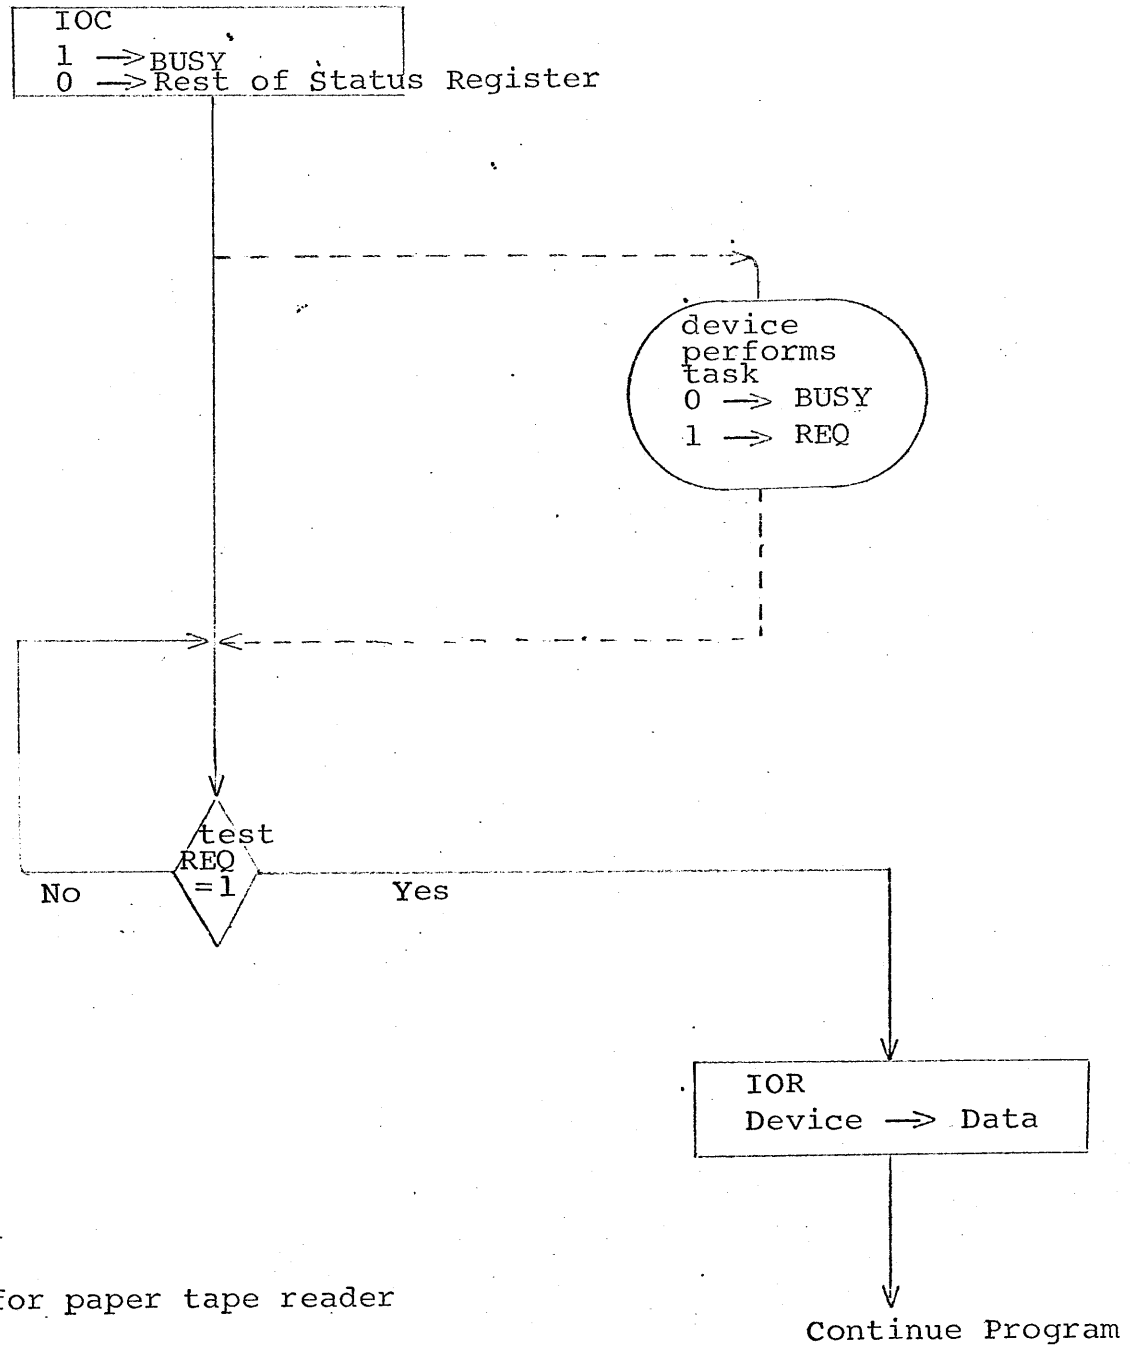 IOC
1 —> BUSY
0 —> Rest of Status Register
device
performs
task
0 —> BUSY
1 —> REQ
test
REQ
=1
No
Yes
IOR
Device —> Data
for paper tape reader
Continue Program